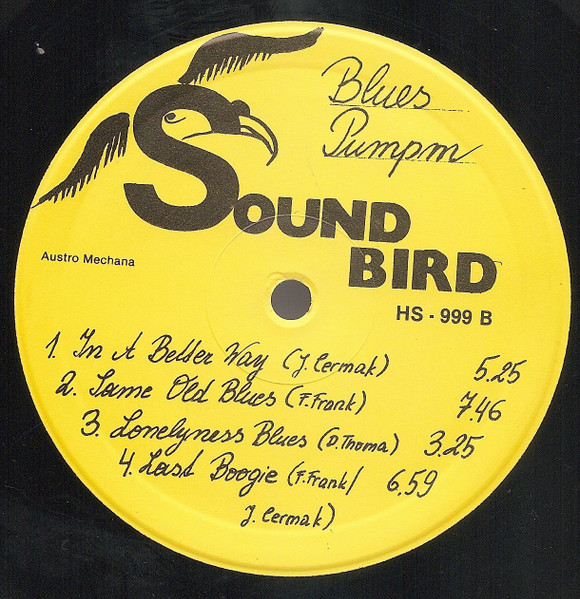 Blues
Pumpm
SOUND
BIRD
Austro Mechana
HS - 999 B
1. In A Better Way (J. Cermak) 5.25
2. Same Old Blues (F. Frank) 7.46
3. Lonelyness Blues (D. Thoma) 3.25
4. Last Boogie (F. Frank/ 6.59
J. Cermak)